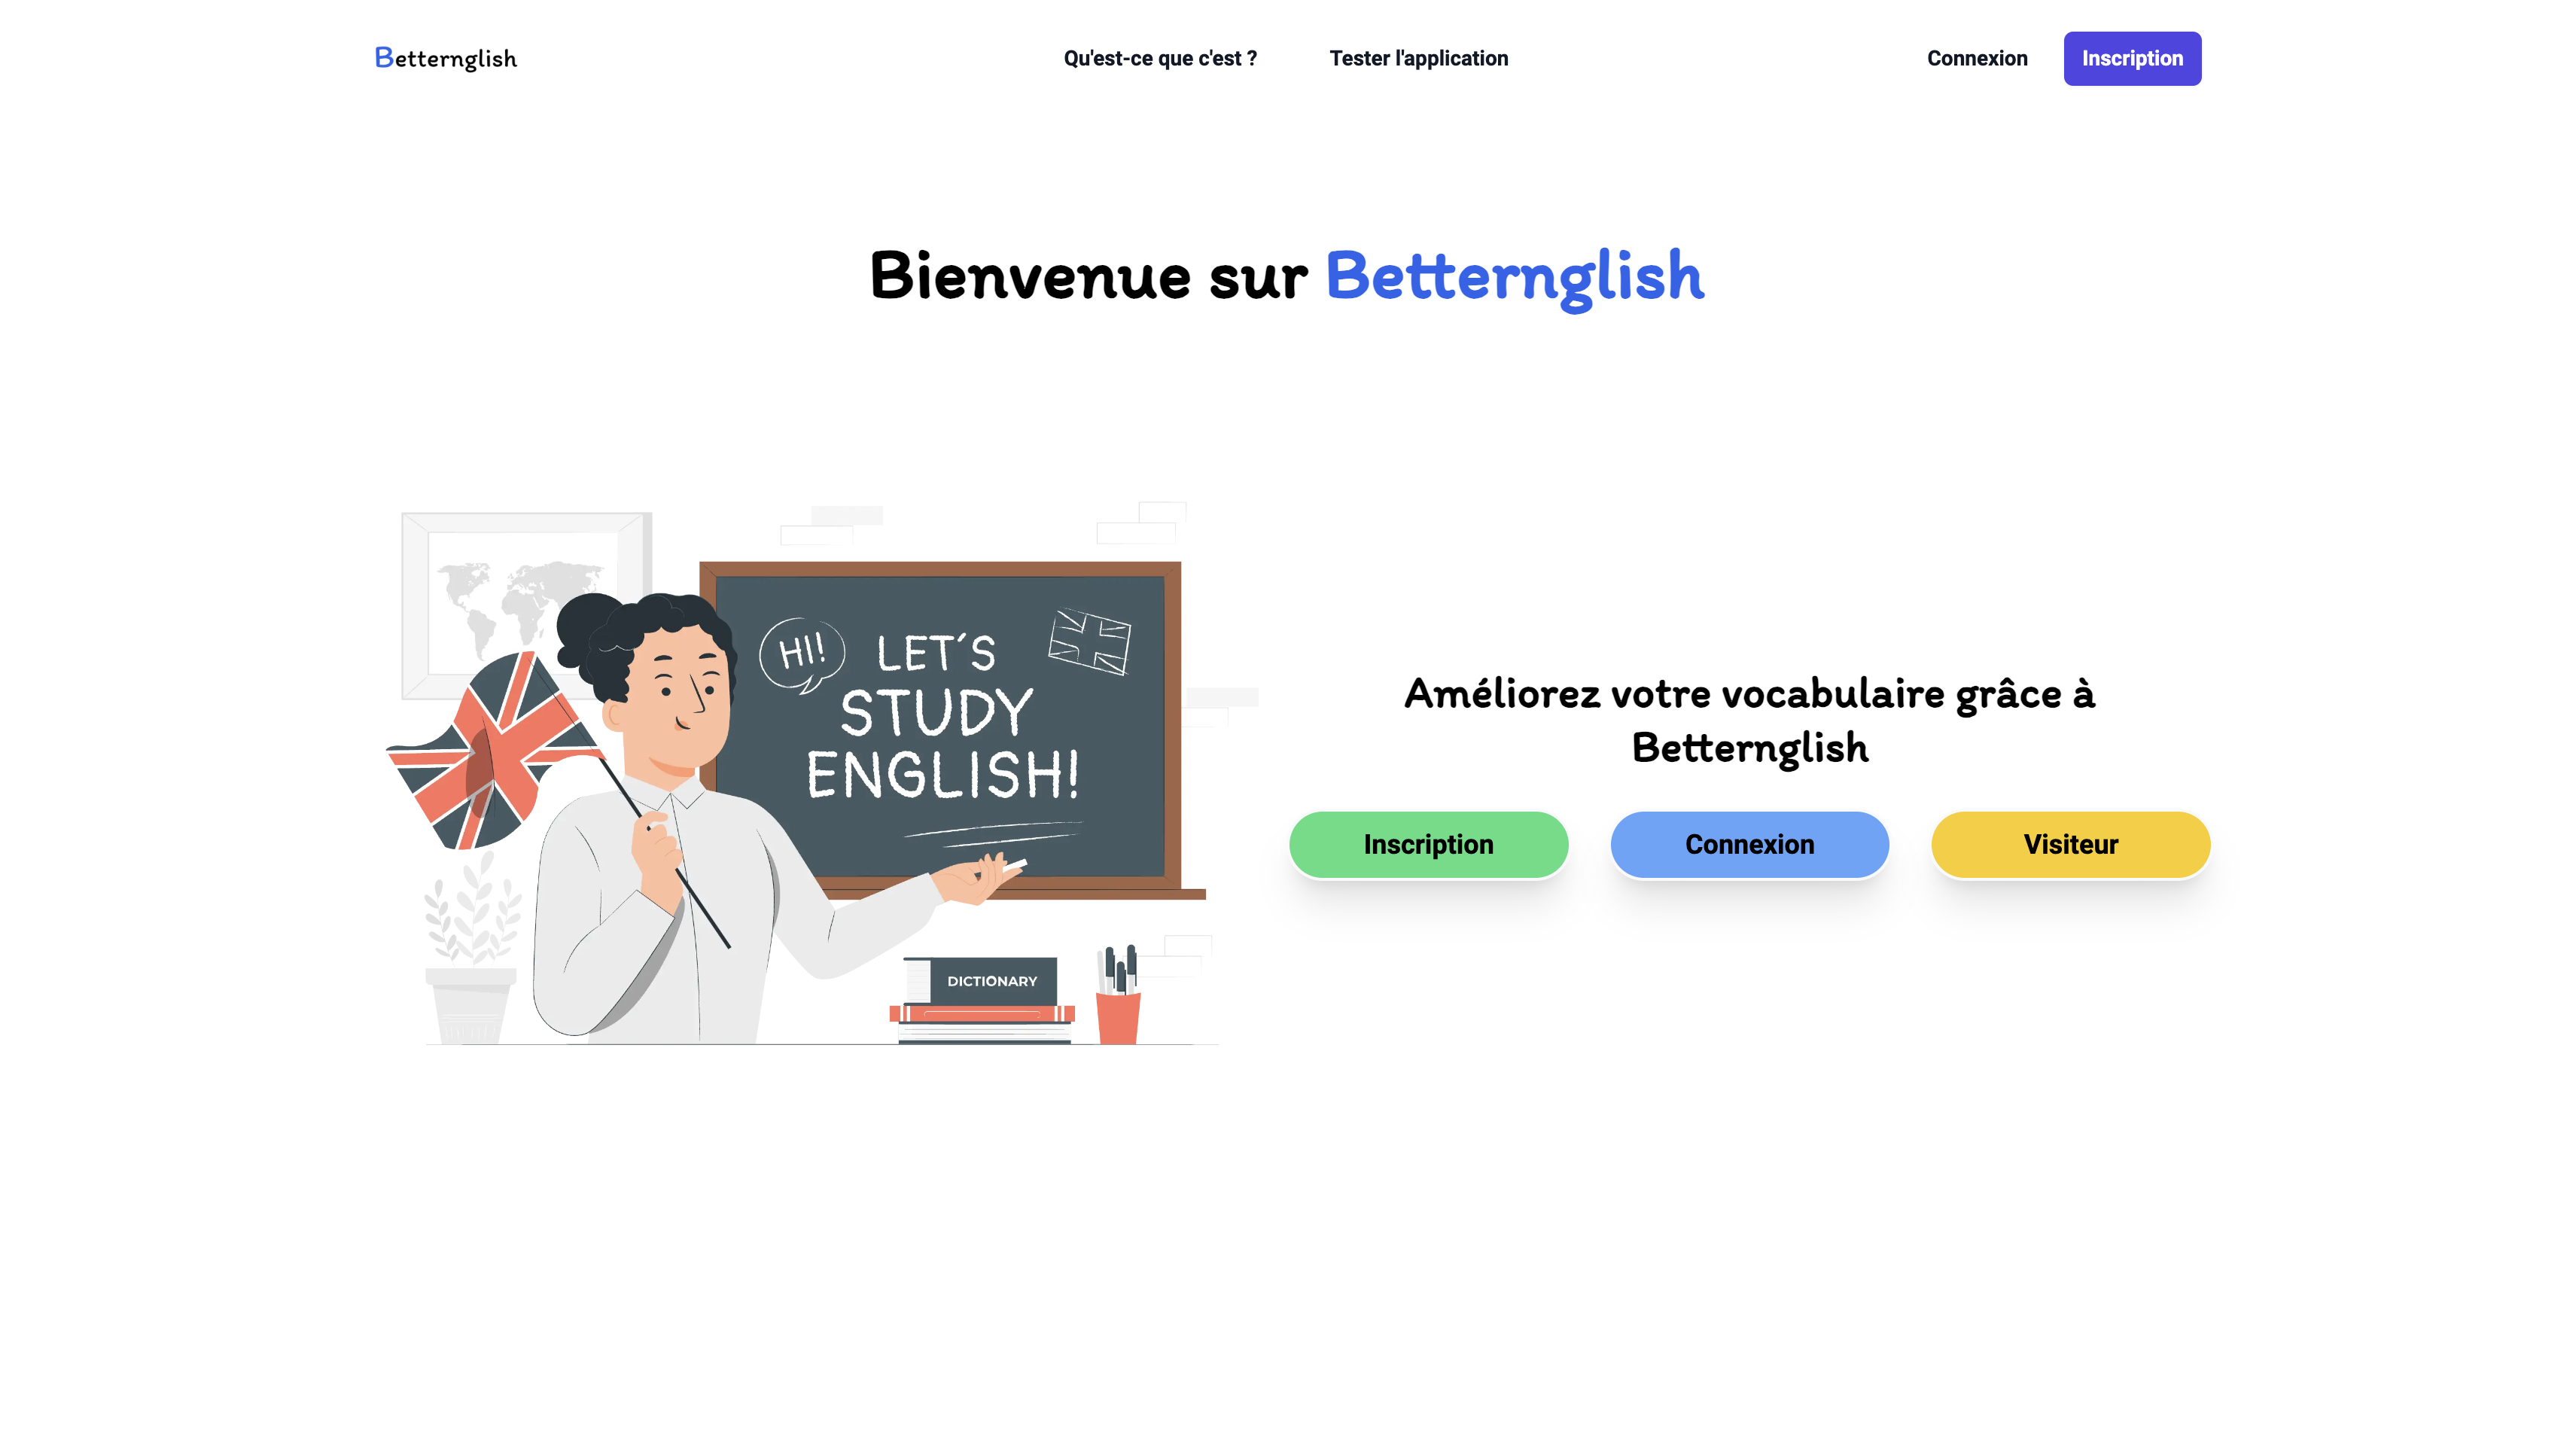 Betternglish
Qu'est-ce que c'est ?
Tester l'application
Connexion
Inscription
Bienvenue sur Betternglish
HI!
LET'S
STUDY
ENGLISH!
DICTIONARY
Améliorez votre vocabulaire grâce à
Betternglish
Inscription
Connexion
Visiteur